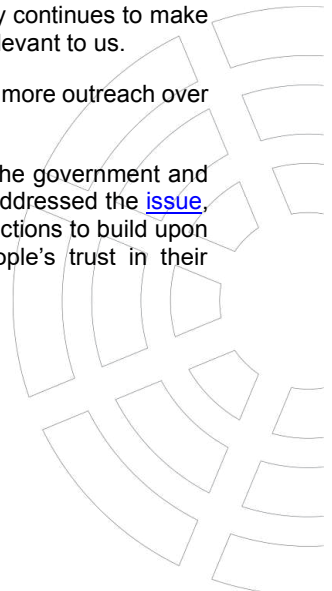 y continues to make
levant to us.
more outreach over
he government and
ddressed the issue,
ctions to build upon
ople's trust in their